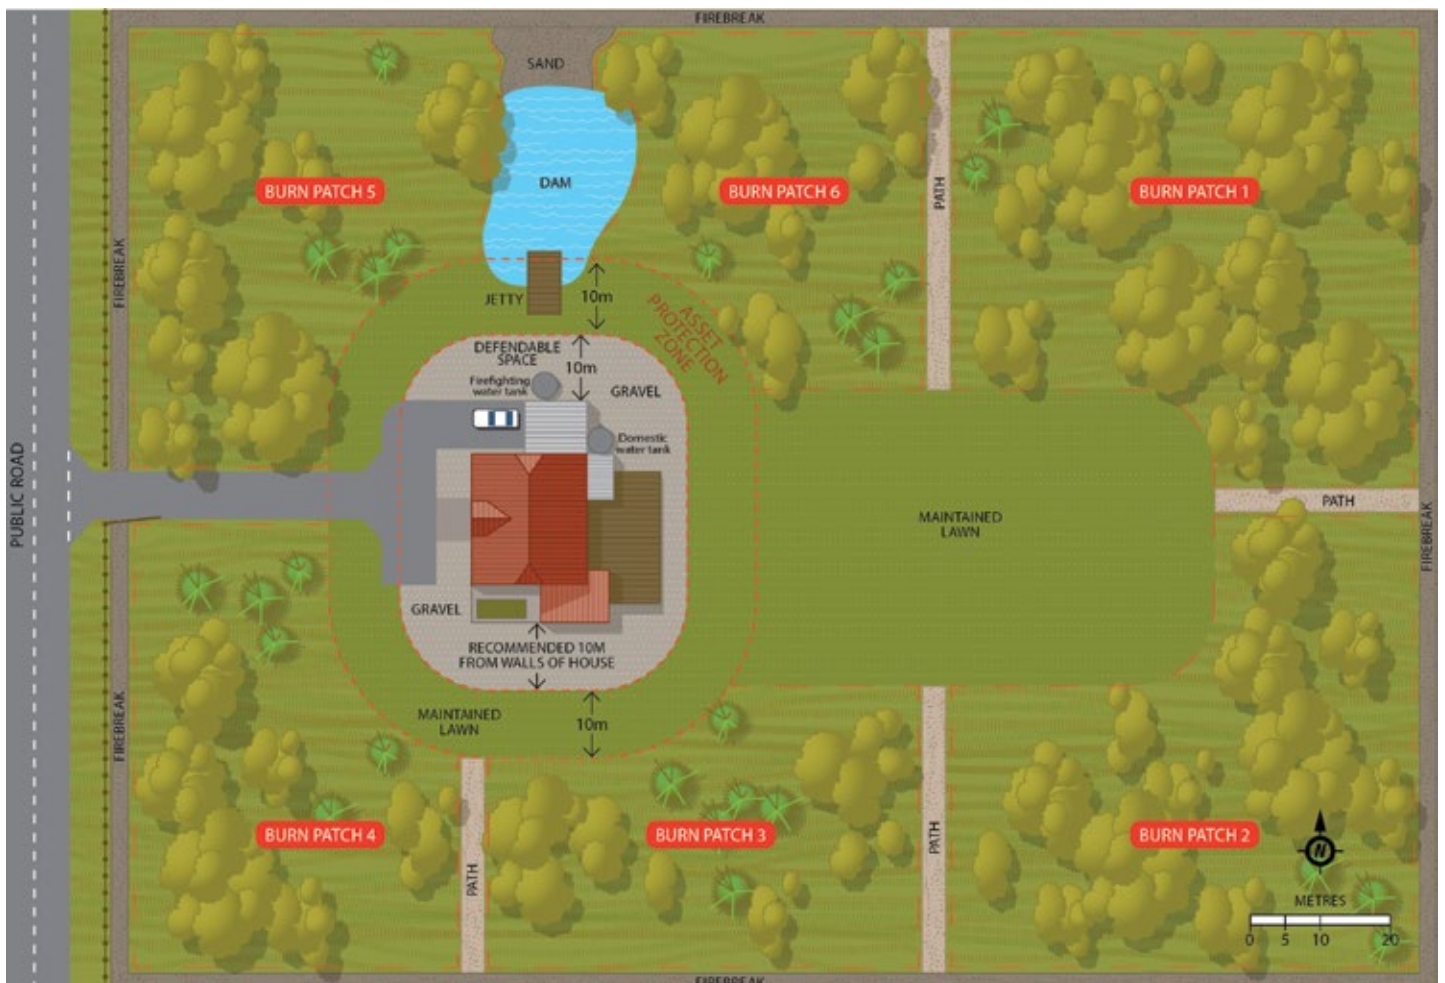 FIREBREAK
SAND
DAM
BURN PATCH 5
BURN PATCH 6
BURN PATCH 1
PATH
FIREBREAK
JETTY
10m
ASSET
PROTECTION
ZONE
DEFENDABLE
SPACE
10m
Firefighting
water tank
GRAVEL
Domestic
water tank
PUBLIC ROAD
MAINTAINED
LAWN
PATH
FIREBREAK
GRAVEL
RECOMMENDED 10M
FROM WALLS OF HOUSE
MAINTAINED
LAWN
10m
FIREBREAK
BURN PATCH 4
BURN PATCH 3
BURN PATCH 2
PATH
PATH
N
METRES
0 5 10 20
FIREBREAK